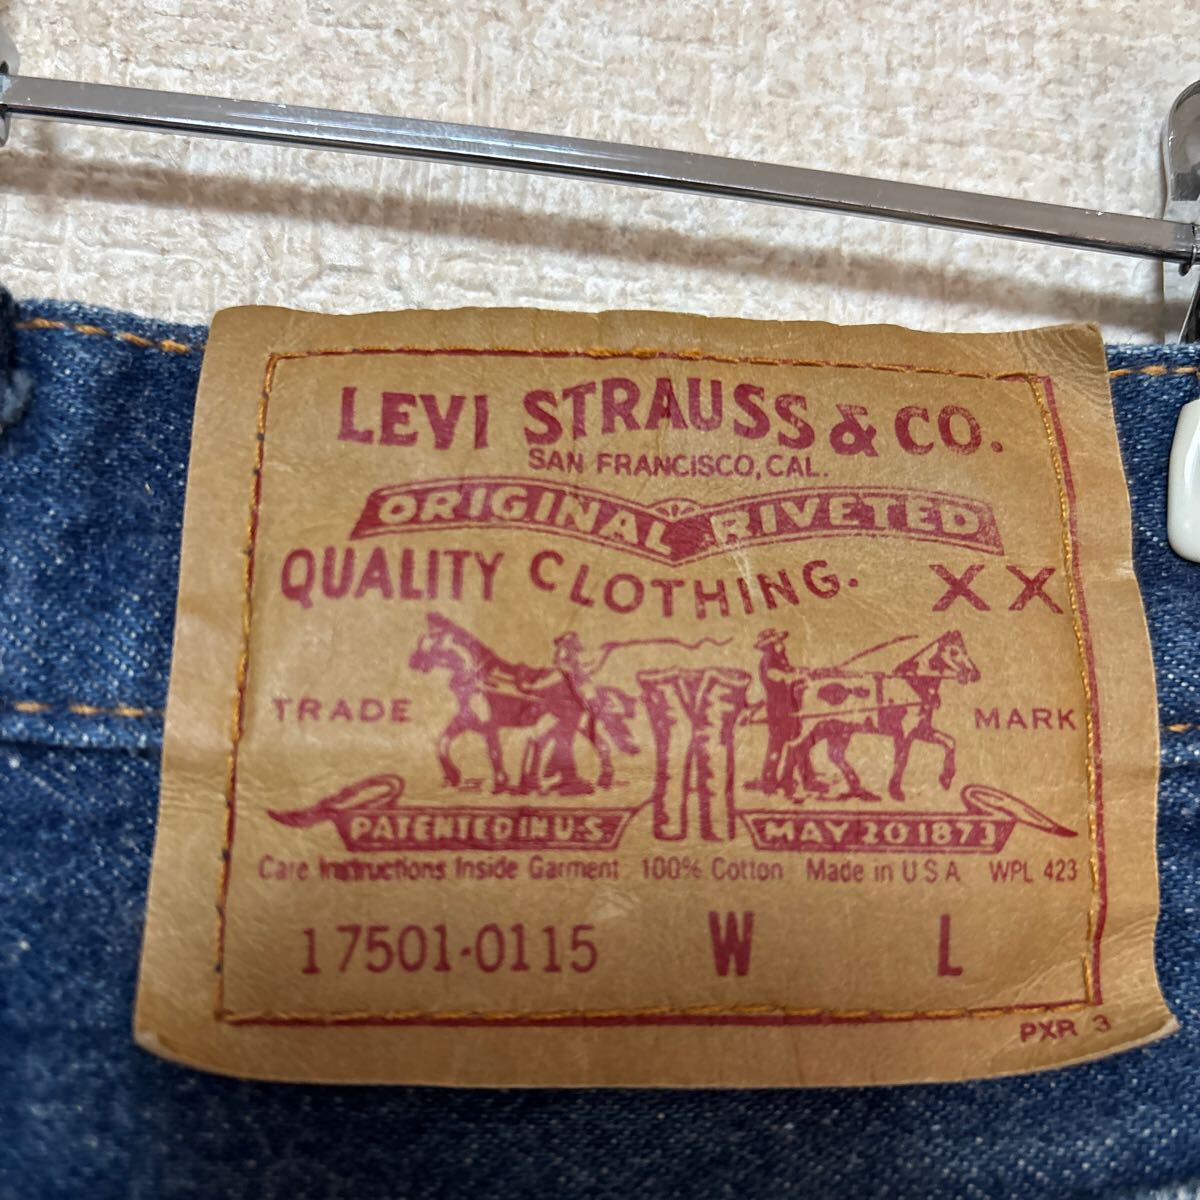 LEVI STRAUSS & CO.
SAN FRANCISCO, CAL.
ORIGINAL RIVETED
QUALITY CLOTHING. XX
TRADE MARK
PATENTED IN U.S. MAY 20 1873
Care Instructions Inside Garment 100% Cotton Made in U S A WPL 423
17501-0115 W L
PXR 3